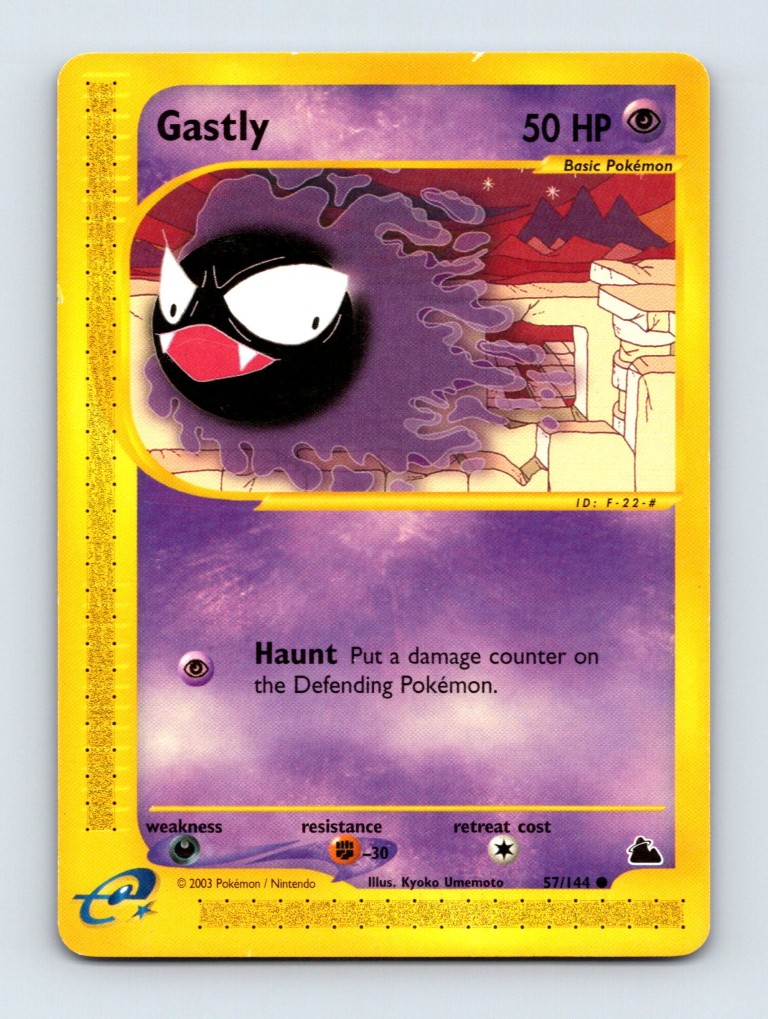 Gastly 50 HP
Basic Pokémon
ID: F-22-#
Haunt Put a damage counter on
the Defending Pokémon.
weakness resistance retreat cost
–30
© 2003 Pokémon / Nintendo Illus. Kyoko Umemoto 57/144 ●
e